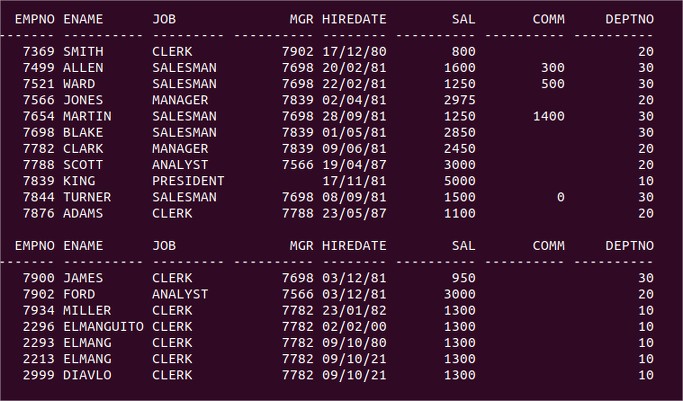 EMPNO ENAME      JOB              MGR HIREDATE        SAL       COMM     DEPTNO
------- ---------- --------- ---------- -------- ---------- ---------- ----------
7369 SMITH      CLERK           7902 17/12/80        800                    20
7499 ALLEN      SALESMAN        7698 20/02/81       1600        300         30
7521 WARD       SALESMAN        7698 22/02/81       1250        500         30
7566 JONES      MANAGER         7839 02/04/81       2975                    20
7654 MARTIN     SALESMAN        7698 28/09/81       1250       1400         30
7698 BLAKE      SALESMAN        7839 01/05/81       2850                    30
7782 CLARK      MANAGER         7839 09/06/81       2450                    20
7788 SCOTT      ANALYST         7566 19/04/87       3000                    20
7839 KING       PRESIDENT            17/11/81       5000                    10
7844 TURNER     SALESMAN        7698 08/09/81       1500          0         30
7876 ADAMS      CLERK           7788 23/05/87       1100                    20
EMPNO ENAME      JOB              MGR HIREDATE        SAL       COMM     DEPTNO
------- ---------- --------- ---------- -------- ---------- ---------- ----------
7900 JAMES      CLERK           7698 03/12/81        950                    30
7902 FORD       ANALYST         7566 03/12/81       3000                    20
7934 MILLER     CLERK           7782 23/01/82       1300                    10
2296 ELMANGUITO CLERK           7782 02/02/00       1300                    10
2293 ELMANG     CLERK           7782 09/10/80       1300                    10
2213 ELMANG     CLERK           7782 09/10/21       1300                    10
2999 DIAVLO     CLERK           7782 09/10/21       1300                    10